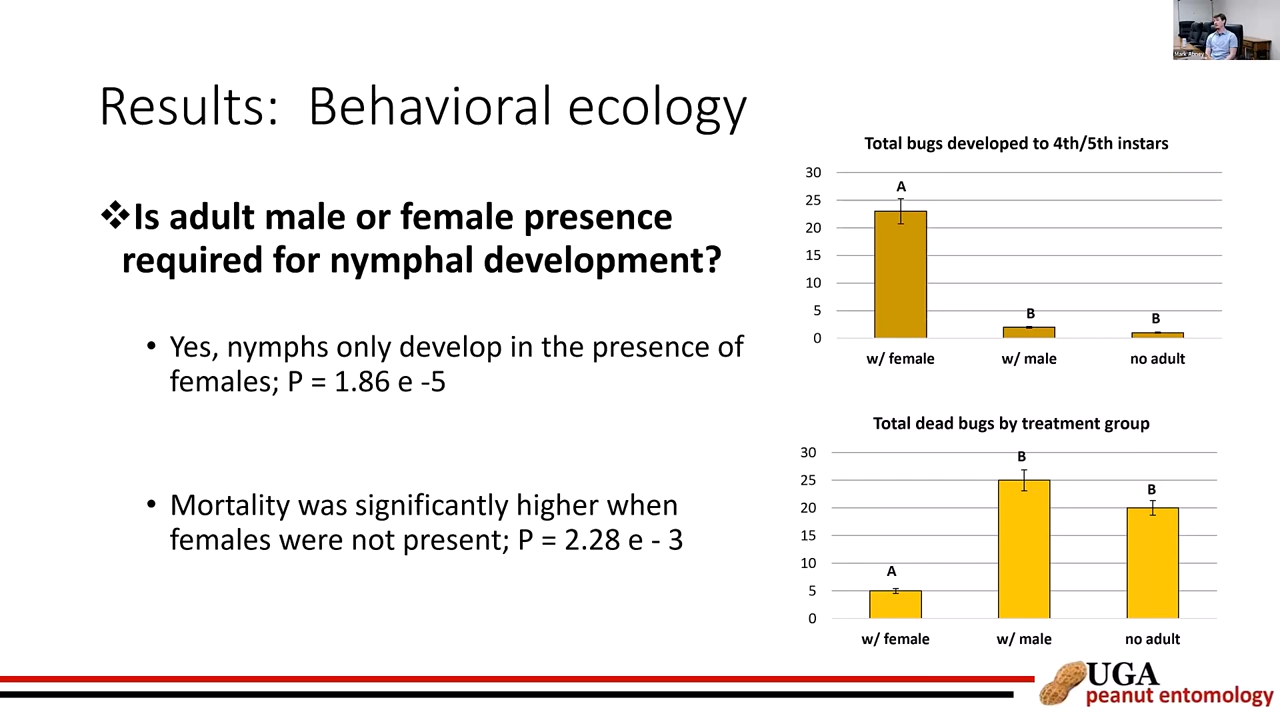 Mark Abney
Results:  Behavioral ecology
❖Is adult male or female presence
required for nymphal development?
• Yes, nymphs only develop in the presence of
females; P = 1.86 e -5
• Mortality was significantly higher when
females were not present; P = 2.28 e - 3
Total bugs developed to 4th/5th instars
30
25
20
15
10
5
0
A
B
B
w/ female
w/ male
no adult
Total dead bugs by treatment group
30
25
20
15
10
5
0
A
B
B
w/ female
w/ male
no adult
UGA
peanut entomology